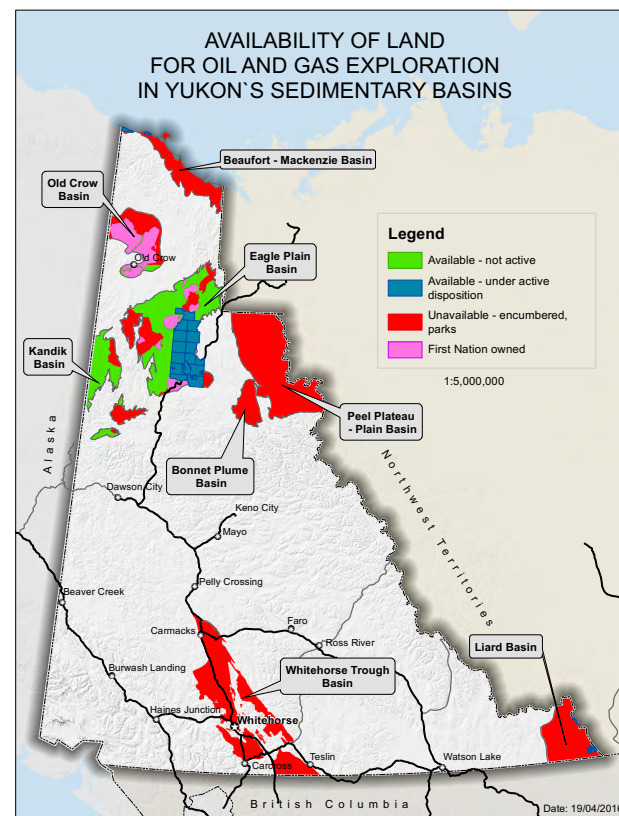 AVAILABILITY OF LAND
FOR OIL AND GAS EXPLORATION
IN YUKON`S SEDIMENTARY BASINS
Beaufort - Mackenzie Basin
Old Crow
Basin
Old Crow
Eagle Plain
Basin
Legend
Available - not active
Available - under active
disposition
Unavailable - encumbered,
parks
First Nation owned
1:5,000,000
Kandik
Basin
Peel Plateau
- Plain Basin
Bonnet Plume
Basin
Alaska
Northwest Territories
Dawson City
Keno City
Mayo
Pelly Crossing
Beaver Creek
Carmacks
Faro
Ross River
Liard Basin
Burwash Landing
Whitehorse Trough
Basin
Haines Junction
Whitehorse
Carcross
Teslin
Watson Lake
British Columbia
Date: 19/04/2016